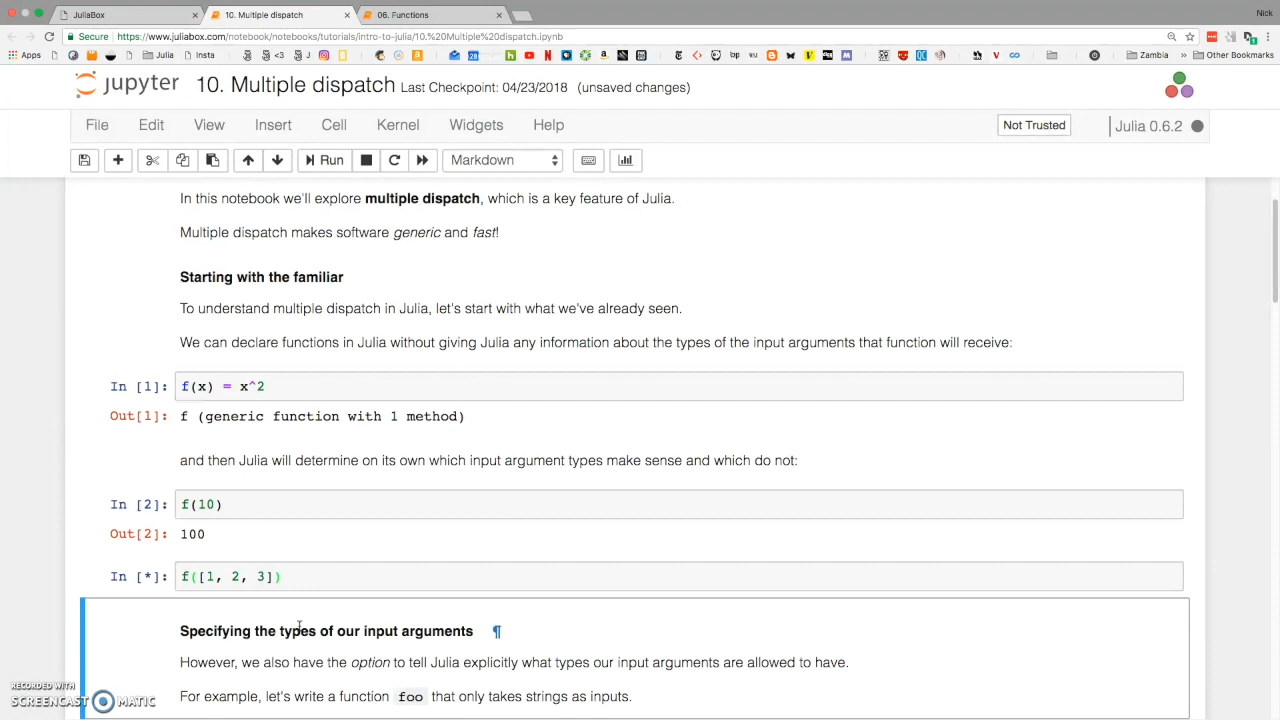 JuliaBox × 10. Multiple dispatch × 06. Functions × Nick
Secure https://www.juliabox.com/notebook/notebooks/tutorials/intro-to-julia/10.%20Multiple%20dispatch.ipynb
Apps Julia Insta <3 J Zambia Other Bookmarks
jupyter 10. Multiple dispatch Last Checkpoint: 04/23/2018 (unsaved changes)
File Edit View Insert Cell Kernel Widgets Help Not Trusted Julia 0.6.2
Run Markdown
In this notebook we'll explore multiple dispatch, which is a key feature of Julia.
Multiple dispatch makes software generic and fast!
Starting with the familiar
To understand multiple dispatch in Julia, let's start with what we've already seen.
We can declare functions in Julia without giving Julia any information about the types of the input arguments that function will receive:
In [1]: f(x) = x^2
Out[1]: f (generic function with 1 method)
and then Julia will determine on its own which input argument types make sense and which do not:
In [2]: f(10)
Out[2]: 100
In [*]: f([1, 2, 3])
Specifying the types of our input arguments ¶
However, we also have the option to tell Julia explicitly what types our input arguments are allowed to have.
For example, let's write a function foo that only takes strings as inputs.
RECORDED WITH
SCREENCAST MATIC